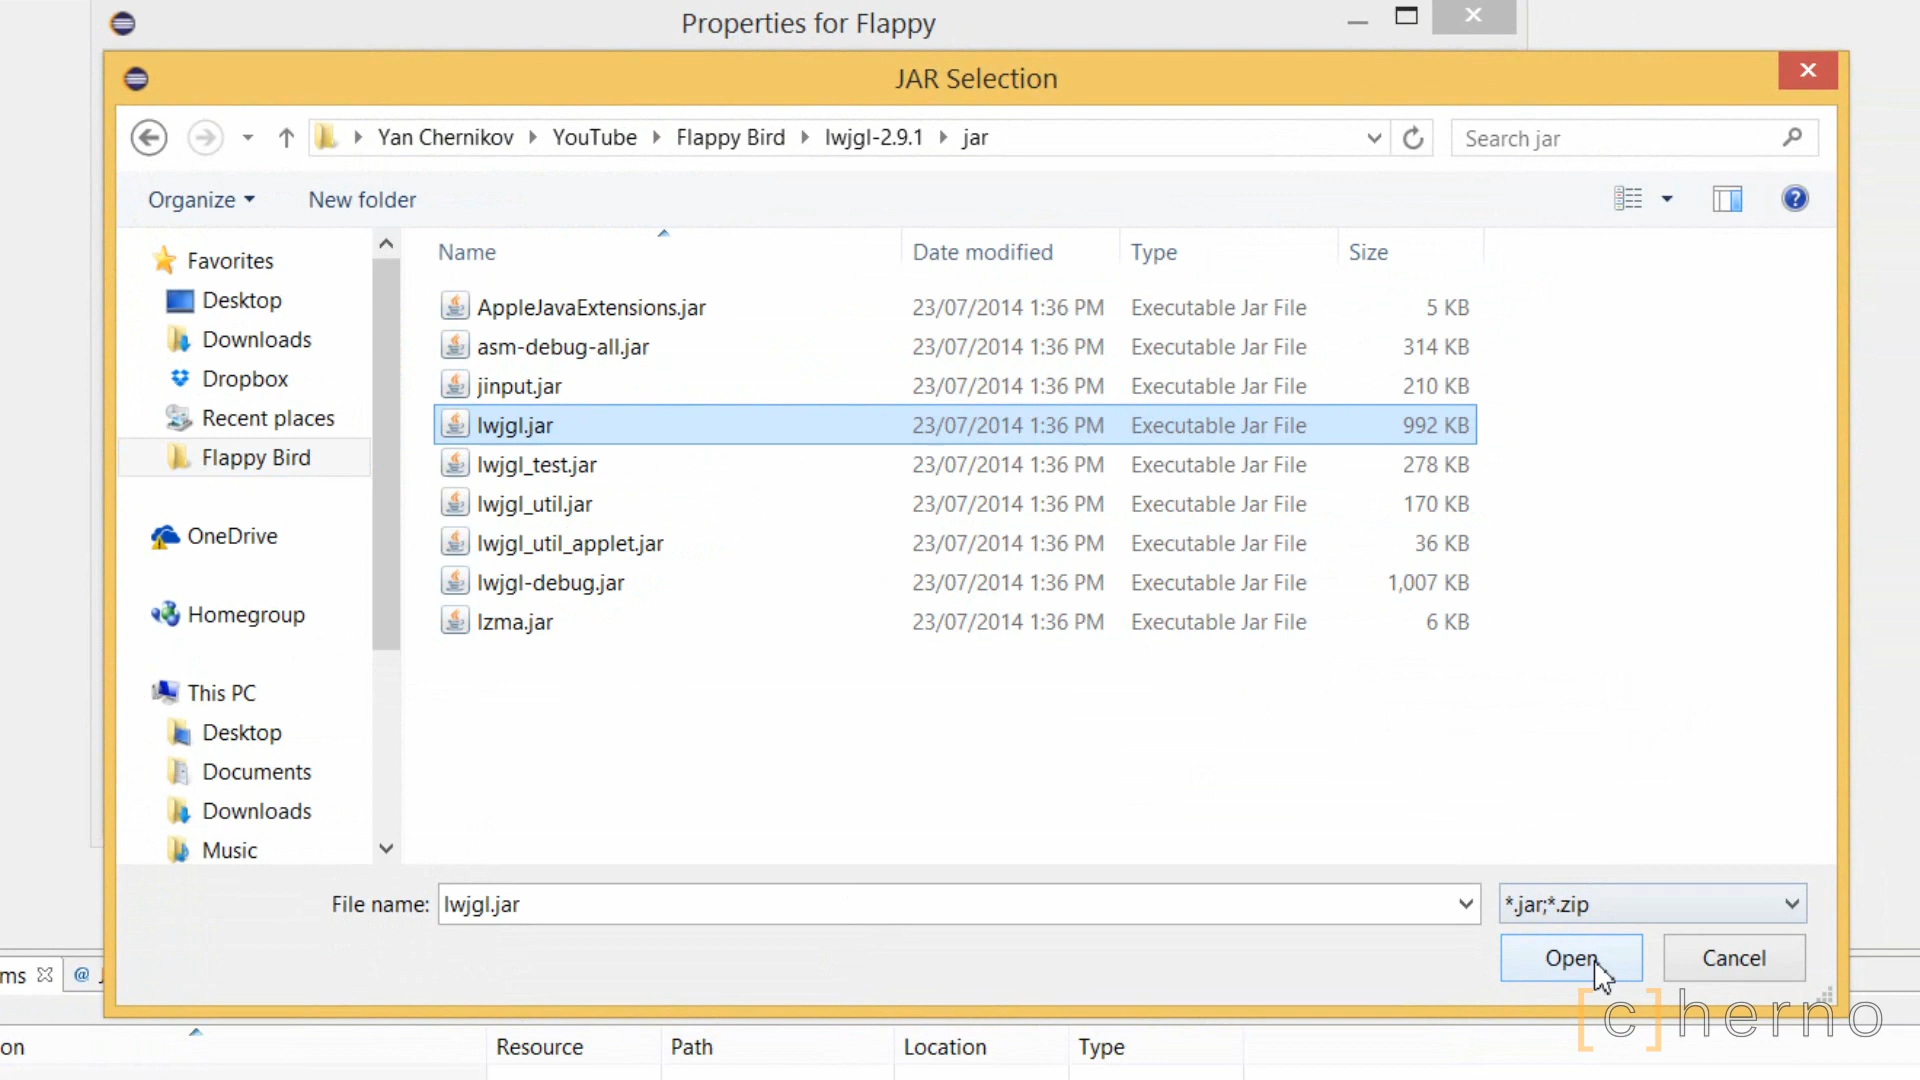 Properties for Flappy
JAR Selection
Yan Chernikov YouTube Flappy Bird lwjgl-2.9.1 jar
Search jar
Organize New folder
Name Date modified Type Size
Favorites
Desktop
Downloads
Dropbox
Recent places
Flappy Bird
OneDrive
Homegroup
This PC
Desktop
Documents
Downloads
Music
AppleJavaExtensions.jar 23/07/2014 1:36 PM Executable Jar File 5 KB
asm-debug-all.jar 23/07/2014 1:36 PM Executable Jar File 314 KB
jinput.jar 23/07/2014 1:36 PM Executable Jar File 210 KB
lwjgl.jar 23/07/2014 1:36 PM Executable Jar File 992 KB
lwjgl_test.jar 23/07/2014 1:36 PM Executable Jar File 278 KB
lwjgl_util.jar 23/07/2014 1:36 PM Executable Jar File 170 KB
lwjgl_util_applet.jar 23/07/2014 1:36 PM Executable Jar File 36 KB
lwjgl-debug.jar 23/07/2014 1:36 PM Executable Jar File 1,007 KB
lzma.jar 23/07/2014 1:36 PM Executable Jar File 6 KB
File name: lwjgl.jar *.jar;*.zip
Open Cancel
ms @ J
[c]herno
on Resource Path Location Type